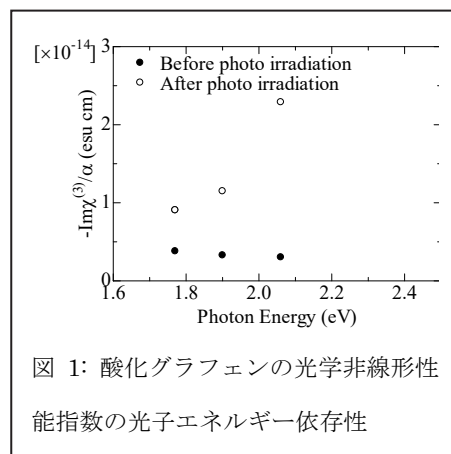 [×10⁻¹⁴]
3
● Before photo irradiation
○ After photo irradiation
2
1
0
-Imχ⁽³⁾/α (esu cm)
1.6 1.8 2.0 2.2 2.4
Photon Energy (eV)
図 1: 酸化グラフェンの光学非線形性
能指数の光子エネルギー依存性